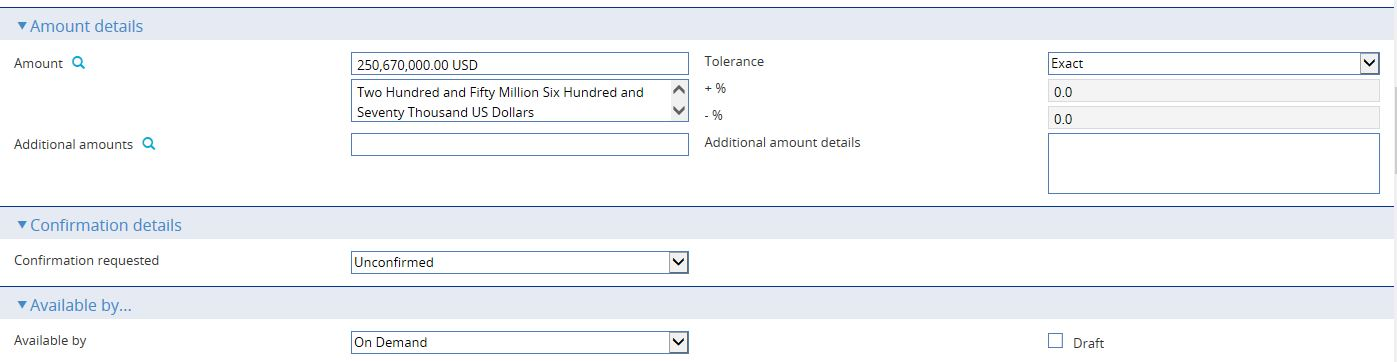 Amount details
Amount 250,670,000.00 USD Tolerance Exact
Two Hundred and Fifty Million Six Hundred and + % 0.0
Seventy Thousand US Dollars - % 0.0
Additional amounts Additional amount details
Confirmation details
Confirmation requested Unconfirmed
Available by...
Available by On Demand Draft